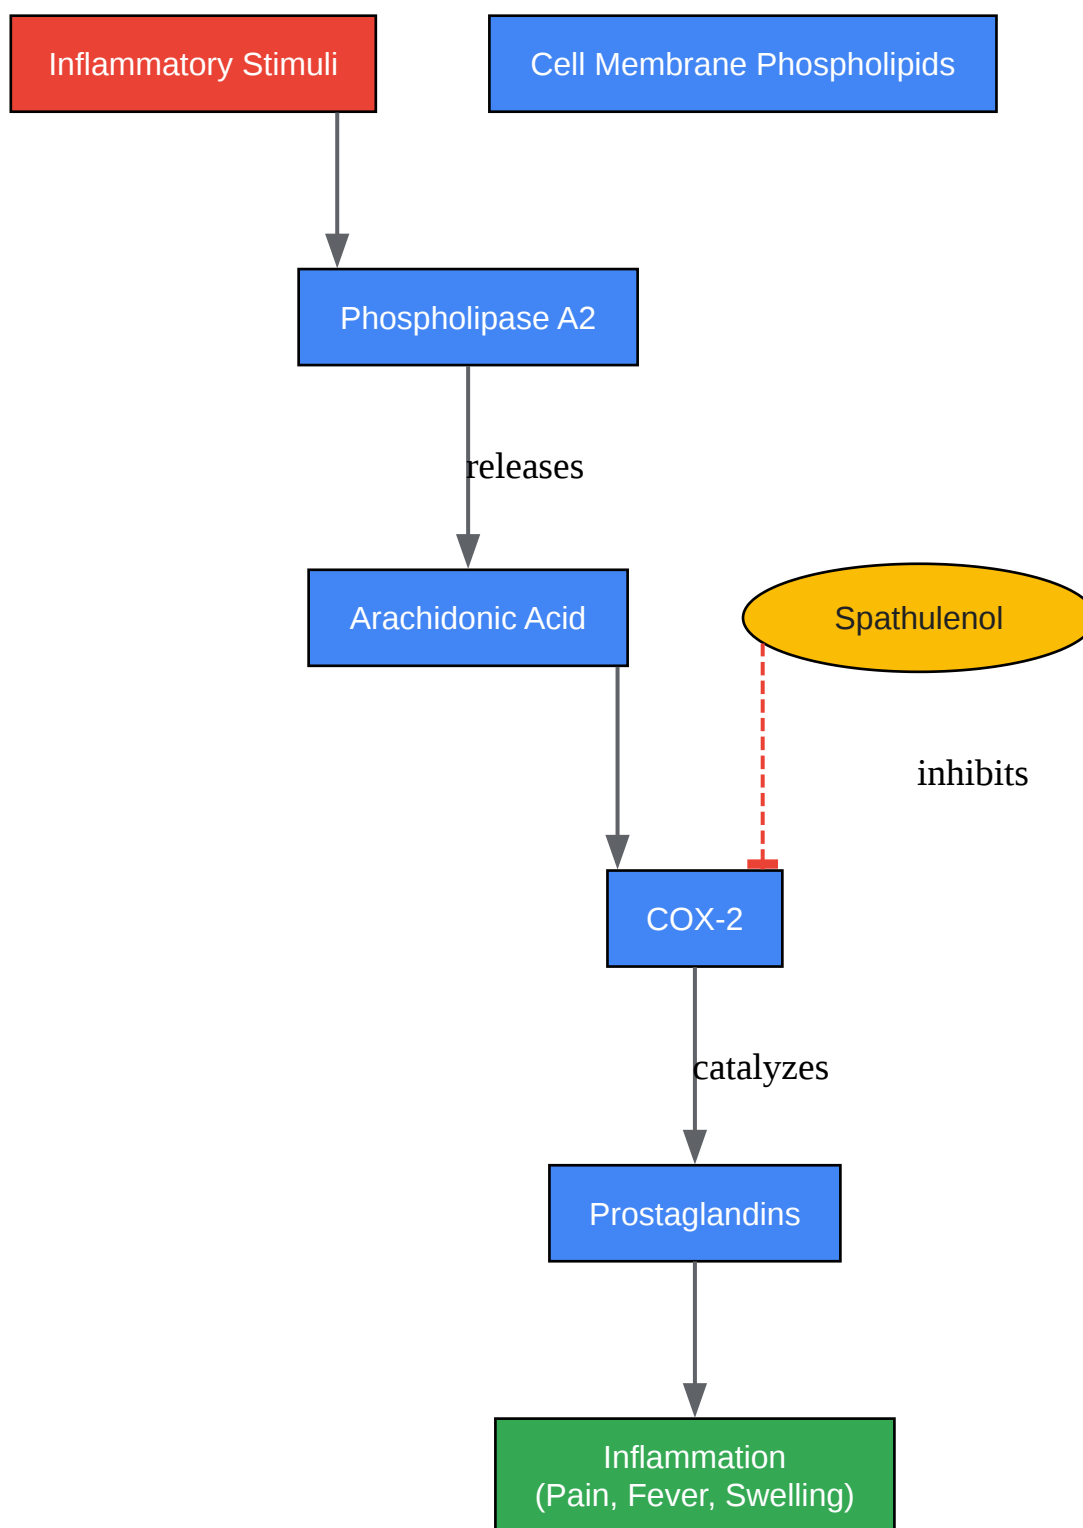 Inflammatory Stimuli
Cell Membrane Phospholipids
Phospholipase A2
releases
Arachidonic Acid
Spathulenol
inhibits
COX-2
catalyzes
Prostaglandins
Inflammation
(Pain, Fever, Swelling)